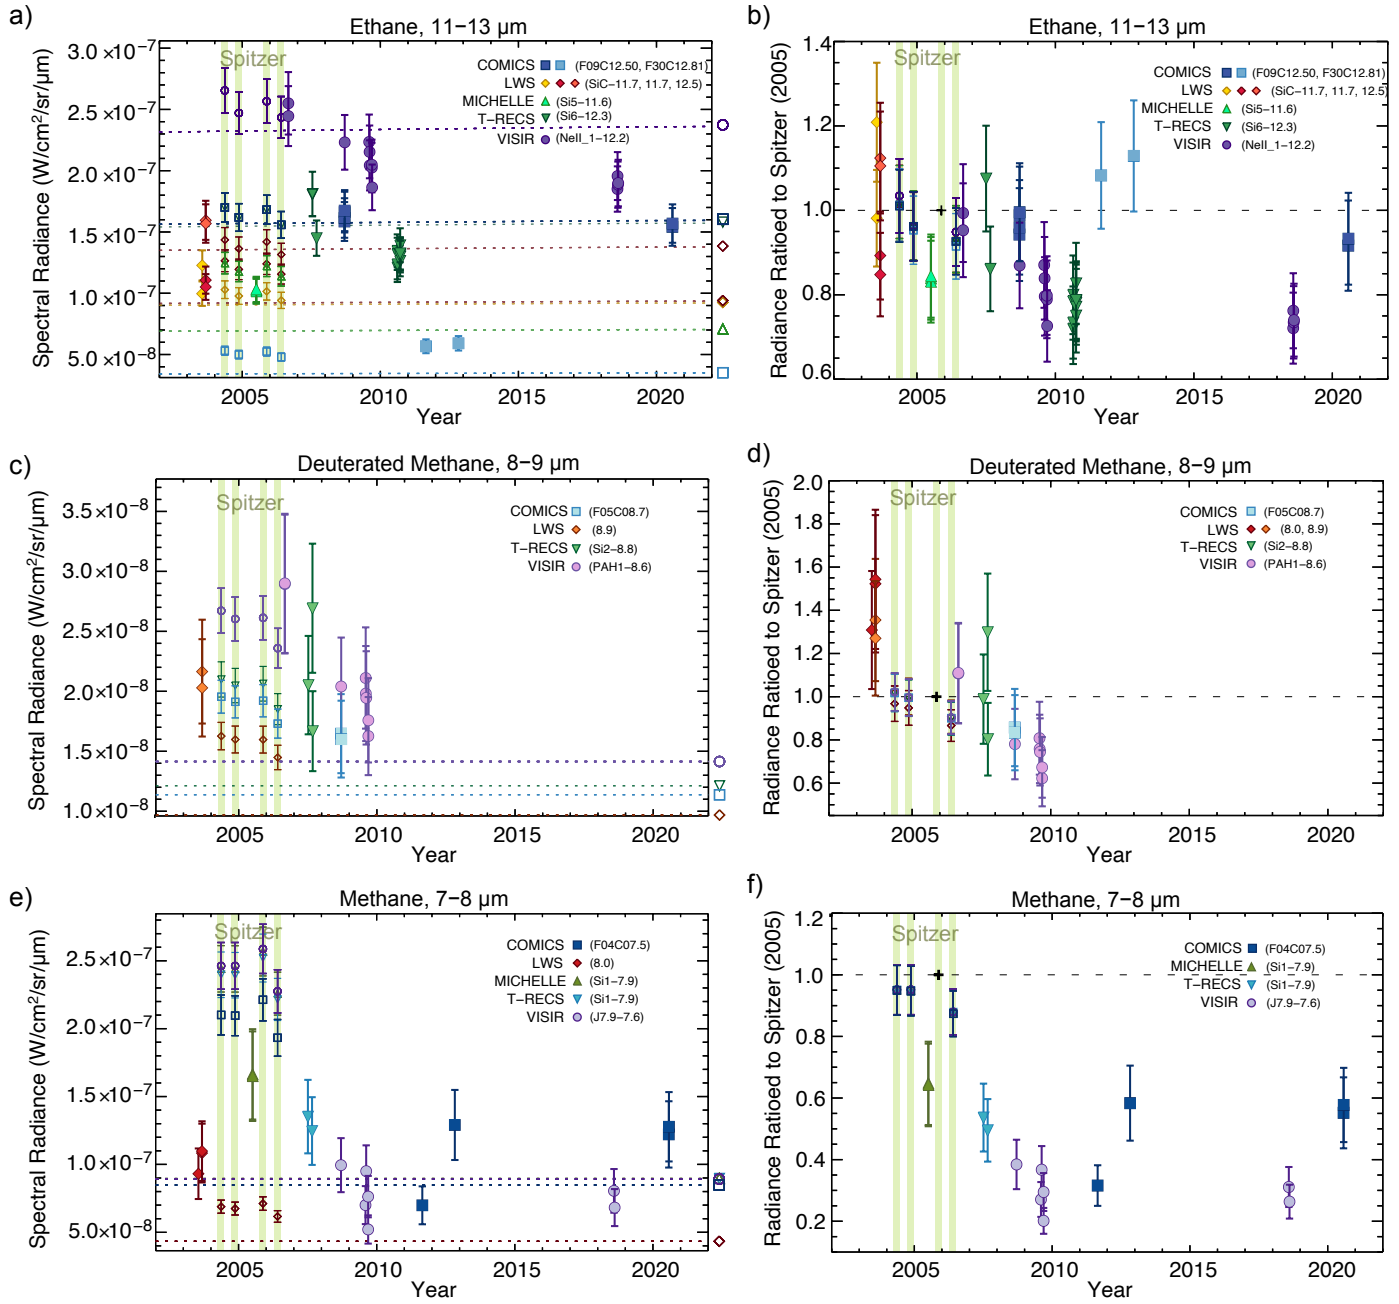 a)
Ethane, 11−13 µm
Spectral Radiance (W/cm²/sr/µm)
3.0×10⁻⁷
2.5×10⁻⁷
2.0×10⁻⁷
1.5×10⁻⁷
1.0×10⁻⁷
5.0×10⁻⁸
Spitzer
COMICS (F09C12.50, F30C12.81)
LWS (SiC−11.7, 11.7, 12.5)
MICHELLE (Si5−11.6)
T−RECS (Si6−12.3)
VISIR (NeII_1−12.2)
2005 2010 2015 2020
Year
b)
Ethane, 11−13 µm
Radiance Ratioed to Spitzer (2005)
1.4
1.2
1.0
0.8
0.6
Spitzer
COMICS (F09C12.50, F30C12.81)
LWS (SiC−11.7, 11.7, 12.5)
MICHELLE (Si5−11.6)
T−RECS (Si6−12.3)
VISIR (NeII_1−12.2)
2005 2010 2015 2020
Year
c)
Deuterated Methane, 8−9 µm
Spectral Radiance (W/cm²/sr/µm)
3.5×10⁻⁸
3.0×10⁻⁸
2.5×10⁻⁸
2.0×10⁻⁸
1.5×10⁻⁸
1.0×10⁻⁸
Spitzer
COMICS (F05C08.7)
LWS (8.9)
T−RECS (Si2−8.8)
VISIR (PAH1−8.6)
2005 2010 2015 2020
Year
d)
Deuterated Methane, 8−9 µm
Radiance Ratioed to Spitzer (2005)
2.0
1.8
1.6
1.4
1.2
1.0
0.8
0.6
Spitzer
COMICS (F05C08.7)
LWS (8.0, 8.9)
T−RECS (Si2−8.8)
VISIR (PAH1−8.6)
2005 2010 2015 2020
Year
e)
Methane, 7−8 µm
Spectral Radiance (W/cm²/sr/µm)
2.5×10⁻⁷
2.0×10⁻⁷
1.5×10⁻⁷
1.0×10⁻⁷
5.0×10⁻⁸
Spitzer
COMICS (F04C07.5)
LWS (8.0)
MICHELLE (Si1−7.9)
T−RECS (Si1−7.9)
VISIR (J7.9−7.6)
2005 2010 2015 2020
Year
f)
Methane, 7−8 µm
Radiance Ratioed to Spitzer (2005)
1.2
1.0
0.8
0.6
0.4
0.2
Spitzer
COMICS (F04C07.5)
MICHELLE (Si1−7.9)
T−RECS (Si1−7.9)
VISIR (J7.9−7.6)
2005 2010 2015 2020
Year